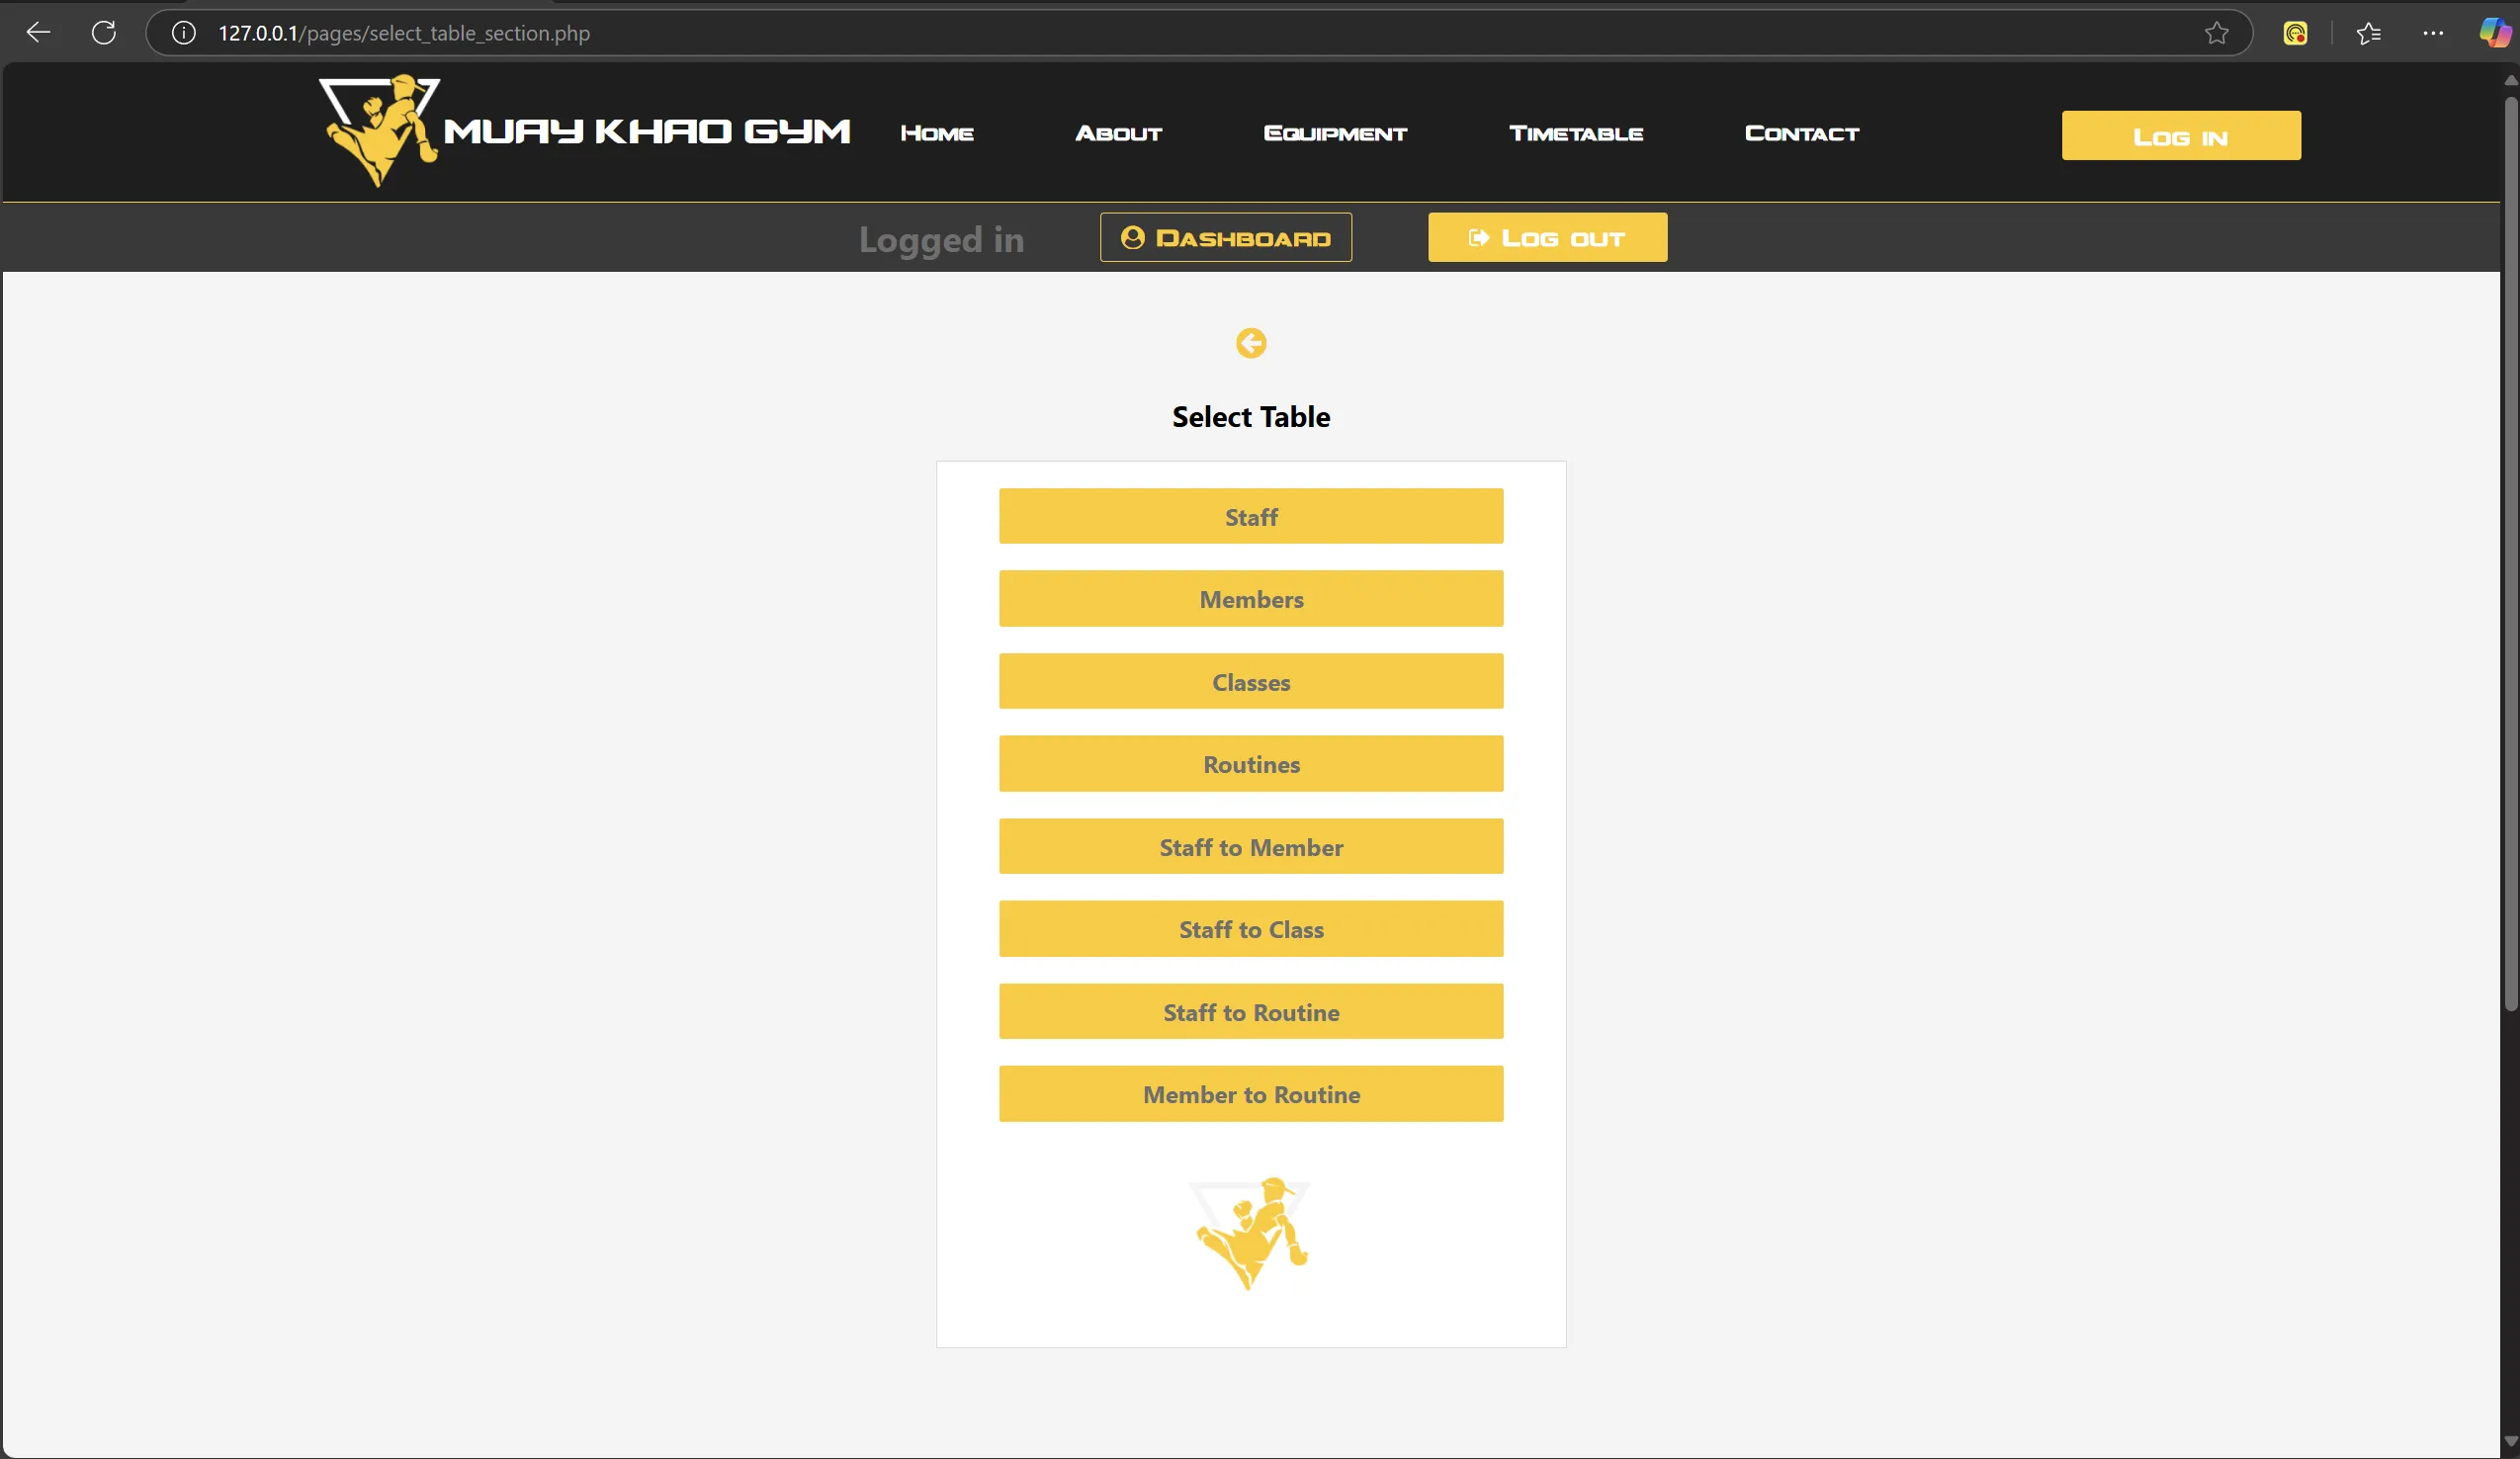 127.0.0.1/pages/select_table_section.php
MUAY KHAO GYM Home About Equipment Timetable Contact Log in
Logged in Dashboard Log out
Select Table
Staff
Members
Classes
Routines
Staff to Member
Staff to Class
Staff to Routine
Member to Routine